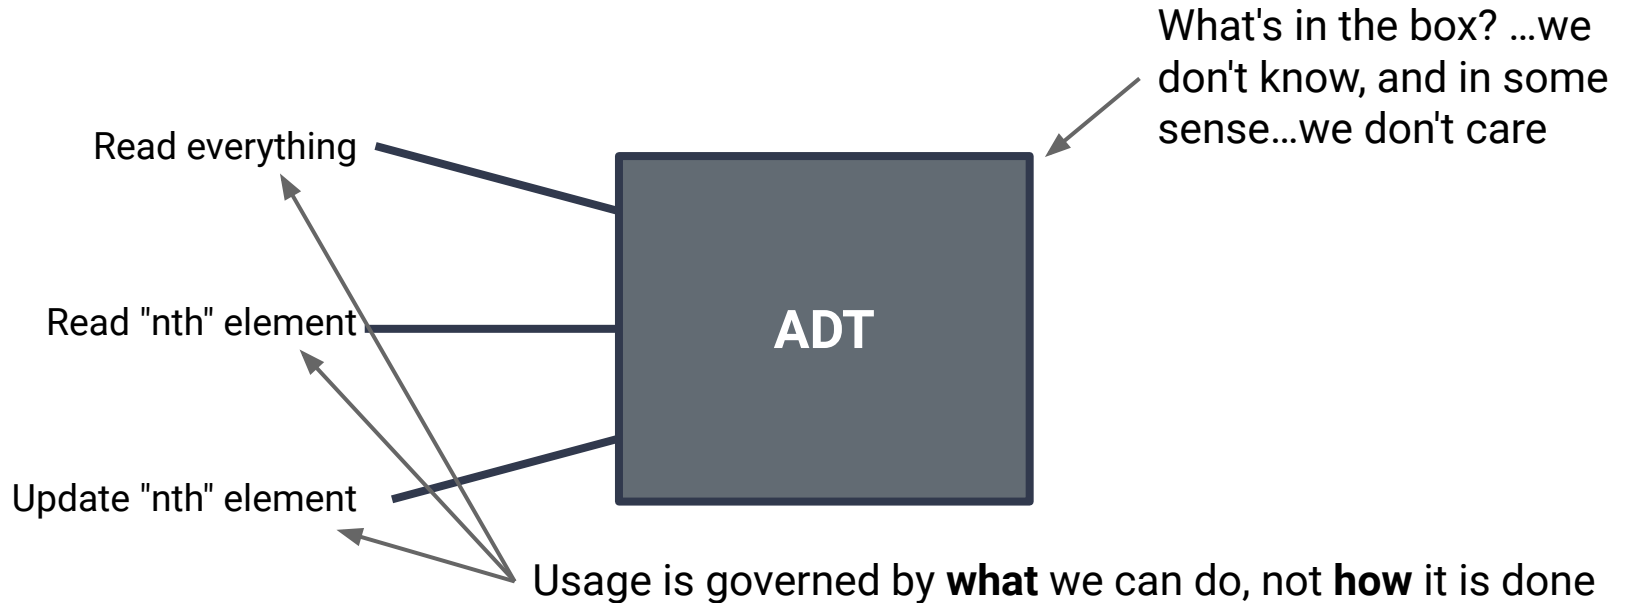 What's in the box? ...we
don't know, and in some
sense...we don't care
Read everything
Read "nth" element
ADT
Update "nth" element
Usage is governed by what we can do, not how it is done